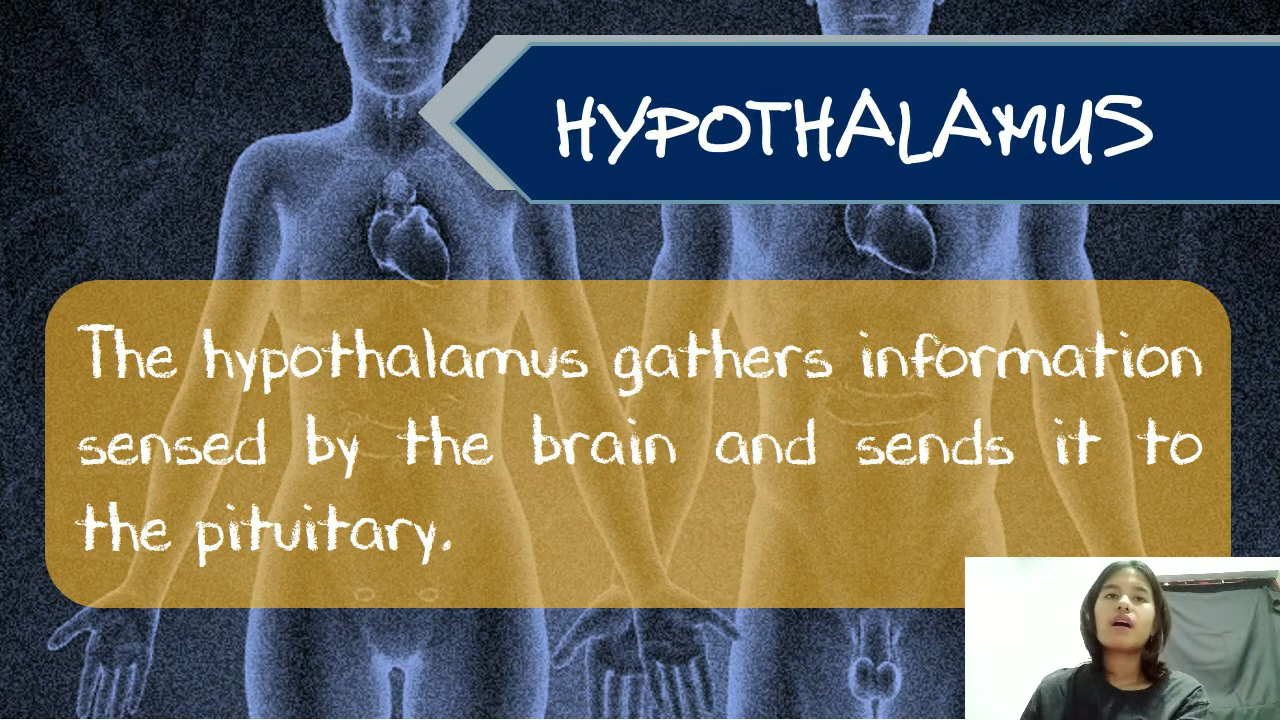 HYPOTHALAMUS
The hypothalamus gathers information
sensed by the brain and sends it to
the pituitary.